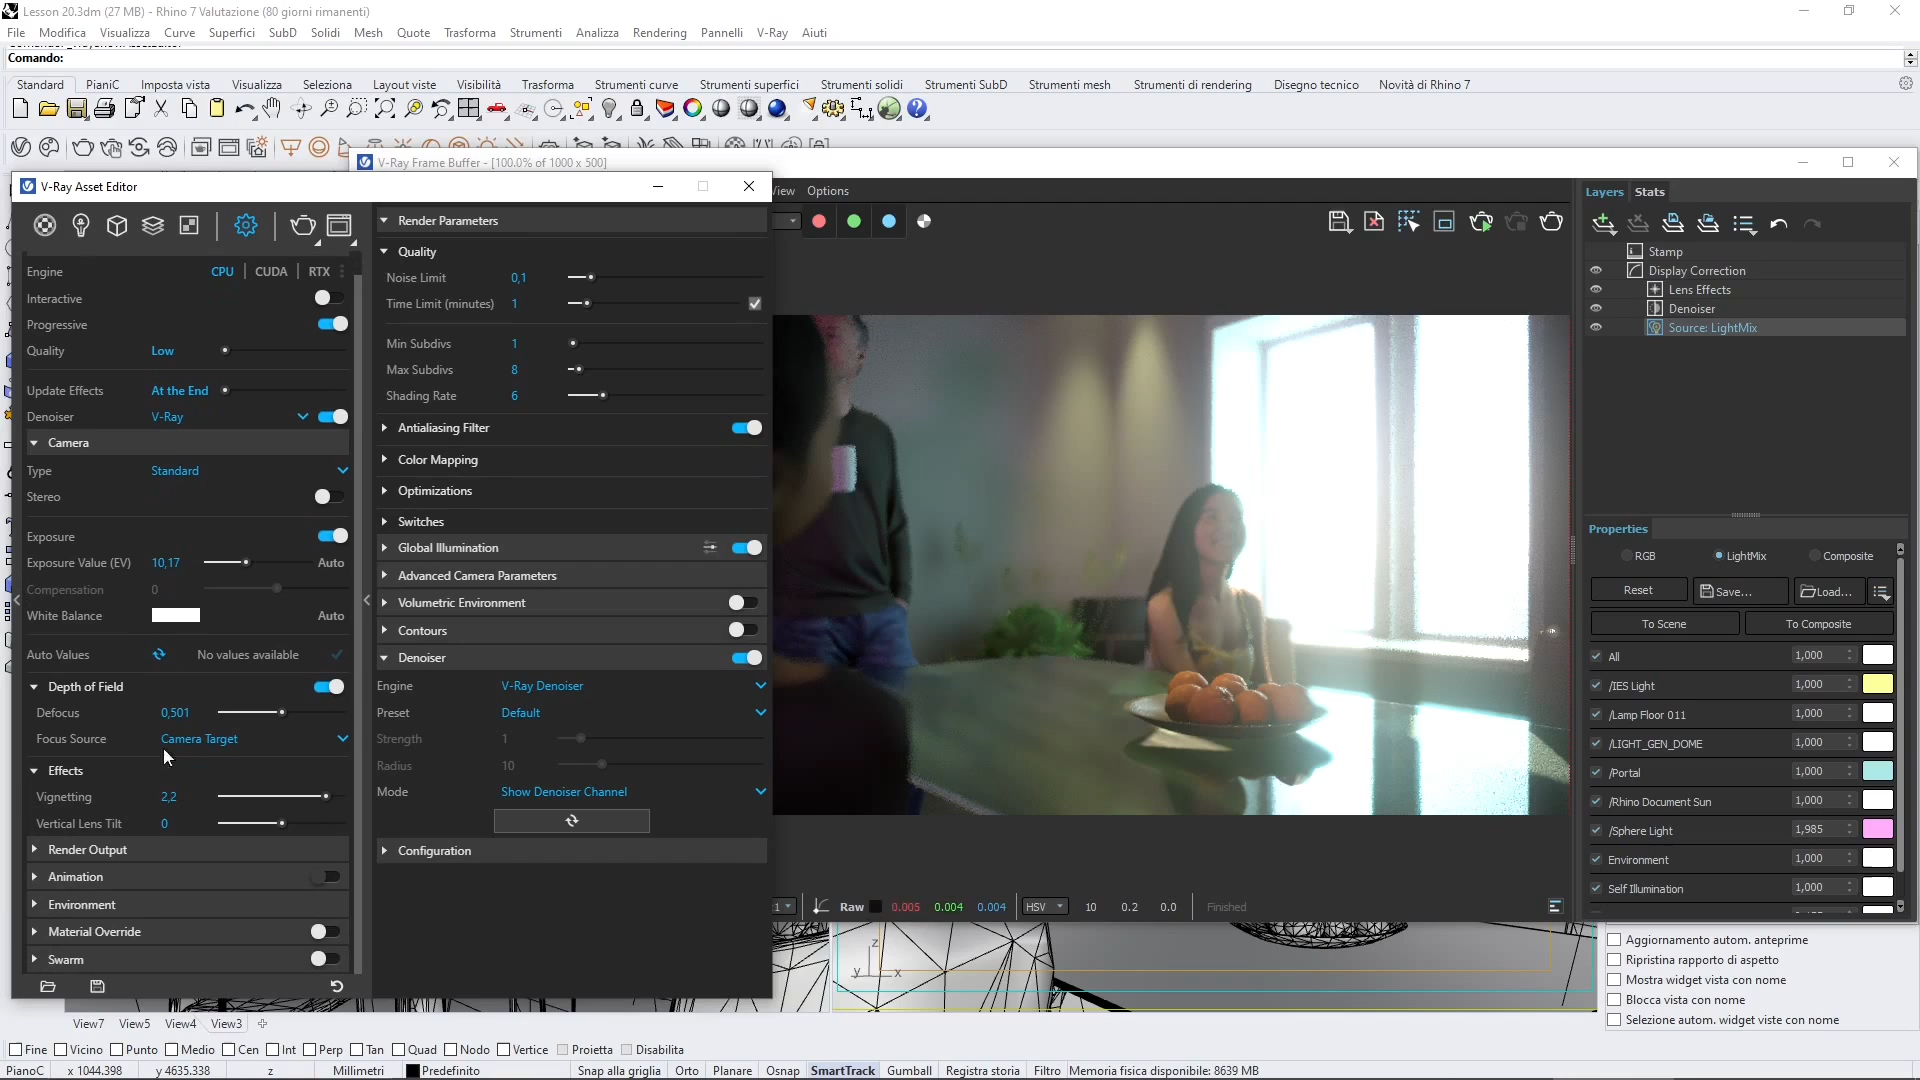 Lesson 20.3dm (27 MB) - Rhino 7 Valutazione (80 giorni rimanenti)
File Modifica Visualizza Curve Superfici SubD Solidi Mesh Quote Trasforma Strumenti Analizza Rendering Pannelli V-Ray Aiuti
Comando:
Standard PianiC Imposta vista Visualizza Seleziona Layout viste Visibilità Trasforma Strumenti curve Strumenti superfici Strumenti solidi Strumenti SubD Strumenti mesh Strumenti di rendering Disegno tecnico Novità di Rhino 7
V-Ray Frame Buffer - [100.0% of 1000 x 500]
View Options
V-Ray Asset Editor
Engine CPU CUDA RTX
Interactive
Progressive
Quality Low
Update Effects At the End
Denoiser V-Ray
Camera
Type Standard
Stereo
Exposure
Exposure Value (EV) 10,17 Auto
Compensation 0
White Balance Auto
Auto Values No values available
Depth of Field
Defocus 0,501
Focus Source Camera Target
Effects
Vignetting 2,2
Vertical Lens Tilt 0
Render Output
Animation
Environment
Material Override
Swarm
Render Parameters
Quality
Noise Limit 0,1
Time Limit (minutes) 1
Min Subdivs 1
Max Subdivs 8
Shading Rate 6
Antialiasing Filter
Color Mapping
Optimizations
Switches
Global Illumination
Advanced Camera Parameters
Volumetric Environment
Contours
Denoiser
Engine V-Ray Denoiser
Preset Default
Strength 1
Radius 10
Mode Show Denoiser Channel
Configuration
Raw 0.005 0.004 0.004 HSV 10 0.2 0.0 Finished
Layers Stats
Stamp
Display Correction
Lens Effects
Denoiser
Source: LightMix
Properties
RGB LightMix Composite
Reset Save... Load...
To Scene To Composite
All 1,000
/IES Light 1,000
/Lamp Floor 011 1,000
/LIGHT_GEN_DOME 1,000
/Portal 1,000
/Rhino Document Sun 1,000
/Sphere Light 1,985
Environment 1,000
Self Illumination 1,000
z
y x
Aggiornamento autom. anteprime
Ripristina rapporto di aspetto
Mostra widget vista con nome
Blocca vista con nome
Selezione autom. widget viste con nome
View7 View5 View4 View3
Fine Vicino Punto Medio Cen Int Perp Tan Quad Nodo Vertice Proietta Disabilita
PianoC x 1044.398 y 4635.338 z Millimetri Predefinito Snap alla griglia Orto Planare Osnap SmartTrack Gumball Registra storia Filtro Memoria fisica disponibile: 8639 MB